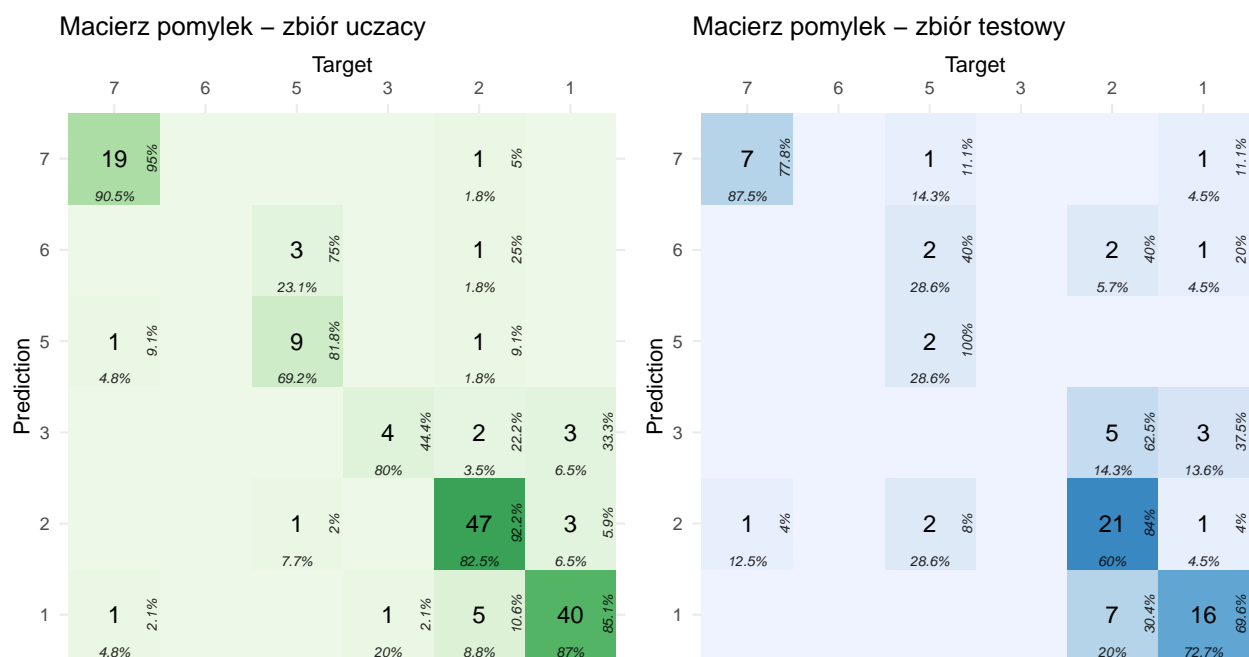 Macierz pomylek – zbiór uczacy
Target
7 6 5 3 2 1
Prediction
7 19 95% 1 5%
90.5% 1.8%
6 3 75% 1 25%
23.1% 1.8%
5 1 9.1% 9 81.8% 1 9.1%
4.8% 69.2% 1.8%
3 4 44.4% 2 22.2% 3 33.3%
80% 3.5% 6.5%
2 1 2% 47 92.2% 3 5.9%
7.7% 82.5% 6.5%
1 1 2.1% 1 2.1% 5 10.6% 40 85.1%
4.8% 20% 8.8% 87%
Macierz pomylek – zbiór testowy
Target
7 6 5 3 2 1
Prediction
7 7 77.8% 1 11.1% 1 11.1%
87.5% 14.3% 4.5%
6 2 40% 2 40% 1 20%
28.6% 5.7% 4.5%
5 2 100%
28.6%
3 5 62.5% 3 37.5%
14.3% 13.6%
2 1 4% 2 8% 21 84% 1 4%
12.5% 28.6% 60% 4.5%
1 7 30.4% 16 69.6%
20% 72.7%